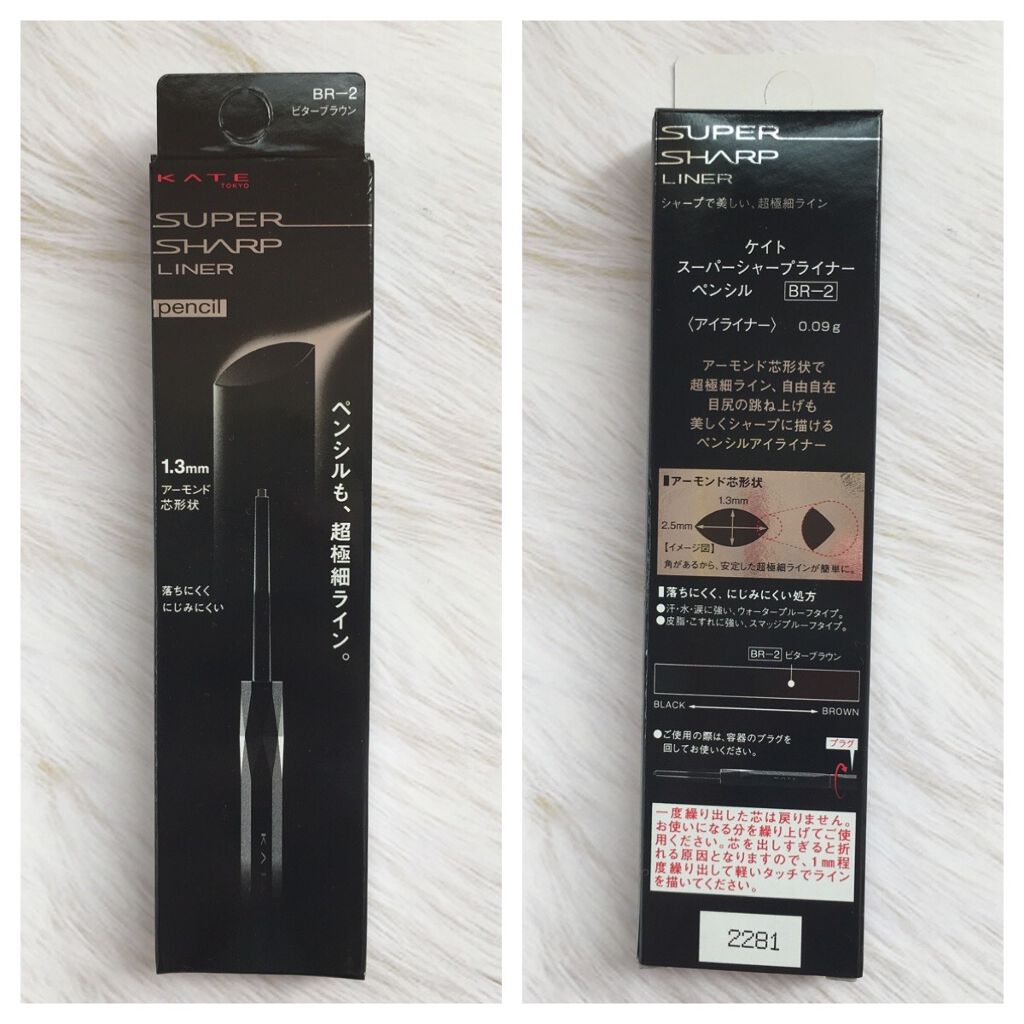 BR-2
ビターブラウン
KATE
TOKYO
SUPER
SHARP
LINER
pencil
ペンシルも、超極細ライン。
1.3mm
アーモンド
芯形状
落ちにくく
にじみにくい
KAT
SUPER
SHARP
LINER
シャープで美しい、超極細ライン
ケイト
スーパーシャープライナー
ペンシル BR-2
〈アイライナー〉 0.09g
アーモンド芯形状で
超極細ライン、自由自在
目尻の跳ね上げも
美しくシャープに描ける
ペンシルアイライナー
アーモンド芯形状
1.3mm
2.5mm
【イメージ図】
角があるから、安定した超極細ラインが簡単に。
落ちにくく、にじみにくい処方
●汗・水・涙に強い、ウォータープルーフタイプ。
●皮脂・こすれに強い、スマッジプルーフタイプ。
BR-2 ビターブラウン
BLACK BROWN
●ご使用の際は、容器のプラグを
回してお使いください。
プラグ
KATE
一度繰り出した芯は戻りません。
お使いになる分を繰り上げてご使
用ください。芯を出しすぎると折
れる原因となりますので、1mm程
度繰り出して軽いタッチでライン
を描いてください。
2281